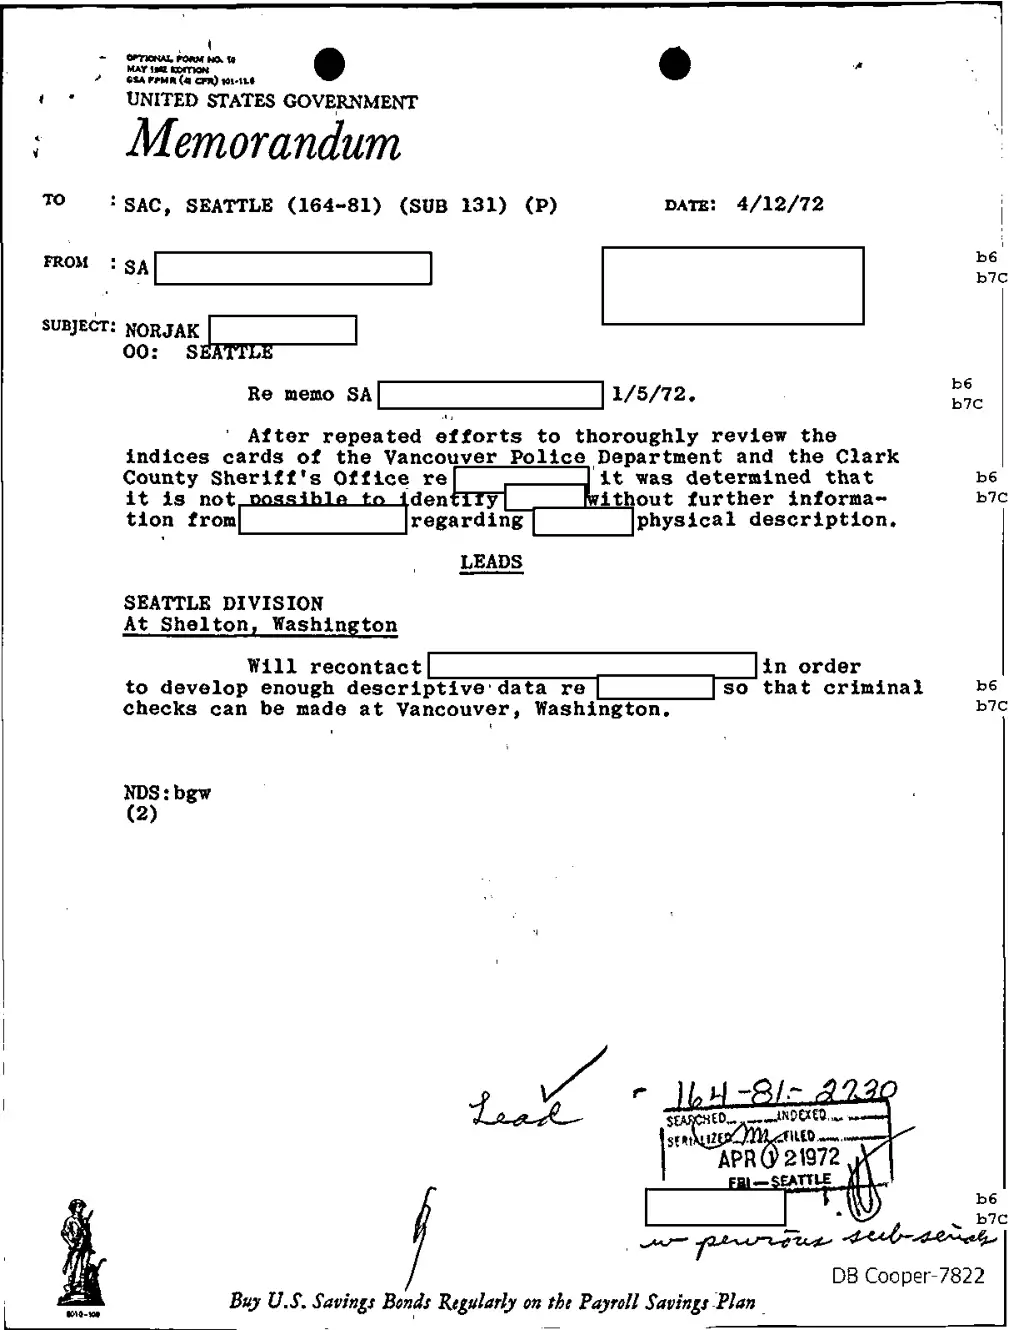 OPTIONAL FORM NO. 10
MAY 1962 EDITION
GSA FPMR (41 CFR) 101-11.6
UNITED STATES GOVERNMENT
Memorandum
TO : SAC, SEATTLE (164-81) (SUB 131) (P) DATE: 4/12/72
FROM : SA b6
b7C
SUBJECT: NORJAK
OO: SEATTLE
Re memo SA 1/5/72. b6
b7C
After repeated efforts to thoroughly review the
indices cards of the Vancouver Police Department and the Clark
County Sheriff's Office re it was determined that b6
it is not possible to identify without further informa- b7C
tion from regarding physical description.
LEADS
SEATTLE DIVISION
At Shelton, Washington
Will recontact in order
to develop enough descriptive data re so that criminal b6
checks can be made at Vancouver, Washington. b7C
NDS:bgw
(2)
Lead
164-81-2230
SEARCHED INDEXED
SERIALIZED FILED
APR 12 1972
FBI-SEATTLE
b6
b7C
DB Cooper-7822
Buy U.S. Savings Bonds Regularly on the Payroll Savings Plan
5010-108